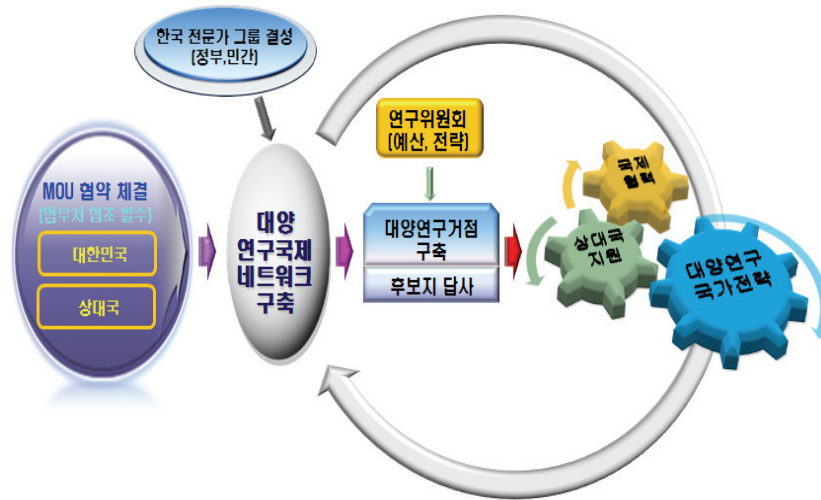 한국 전문가 그룹 결성
(정부,민간)
연구위원회
(예산, 전략)
MOU 협약 체결
(범부처 협조 필수)
대한민국
상대국
대양
연구국제
네트워크
구축
대양연구거점
구축
후보지 답사
국제
협력
상대국
지원
대양연구
국가전략